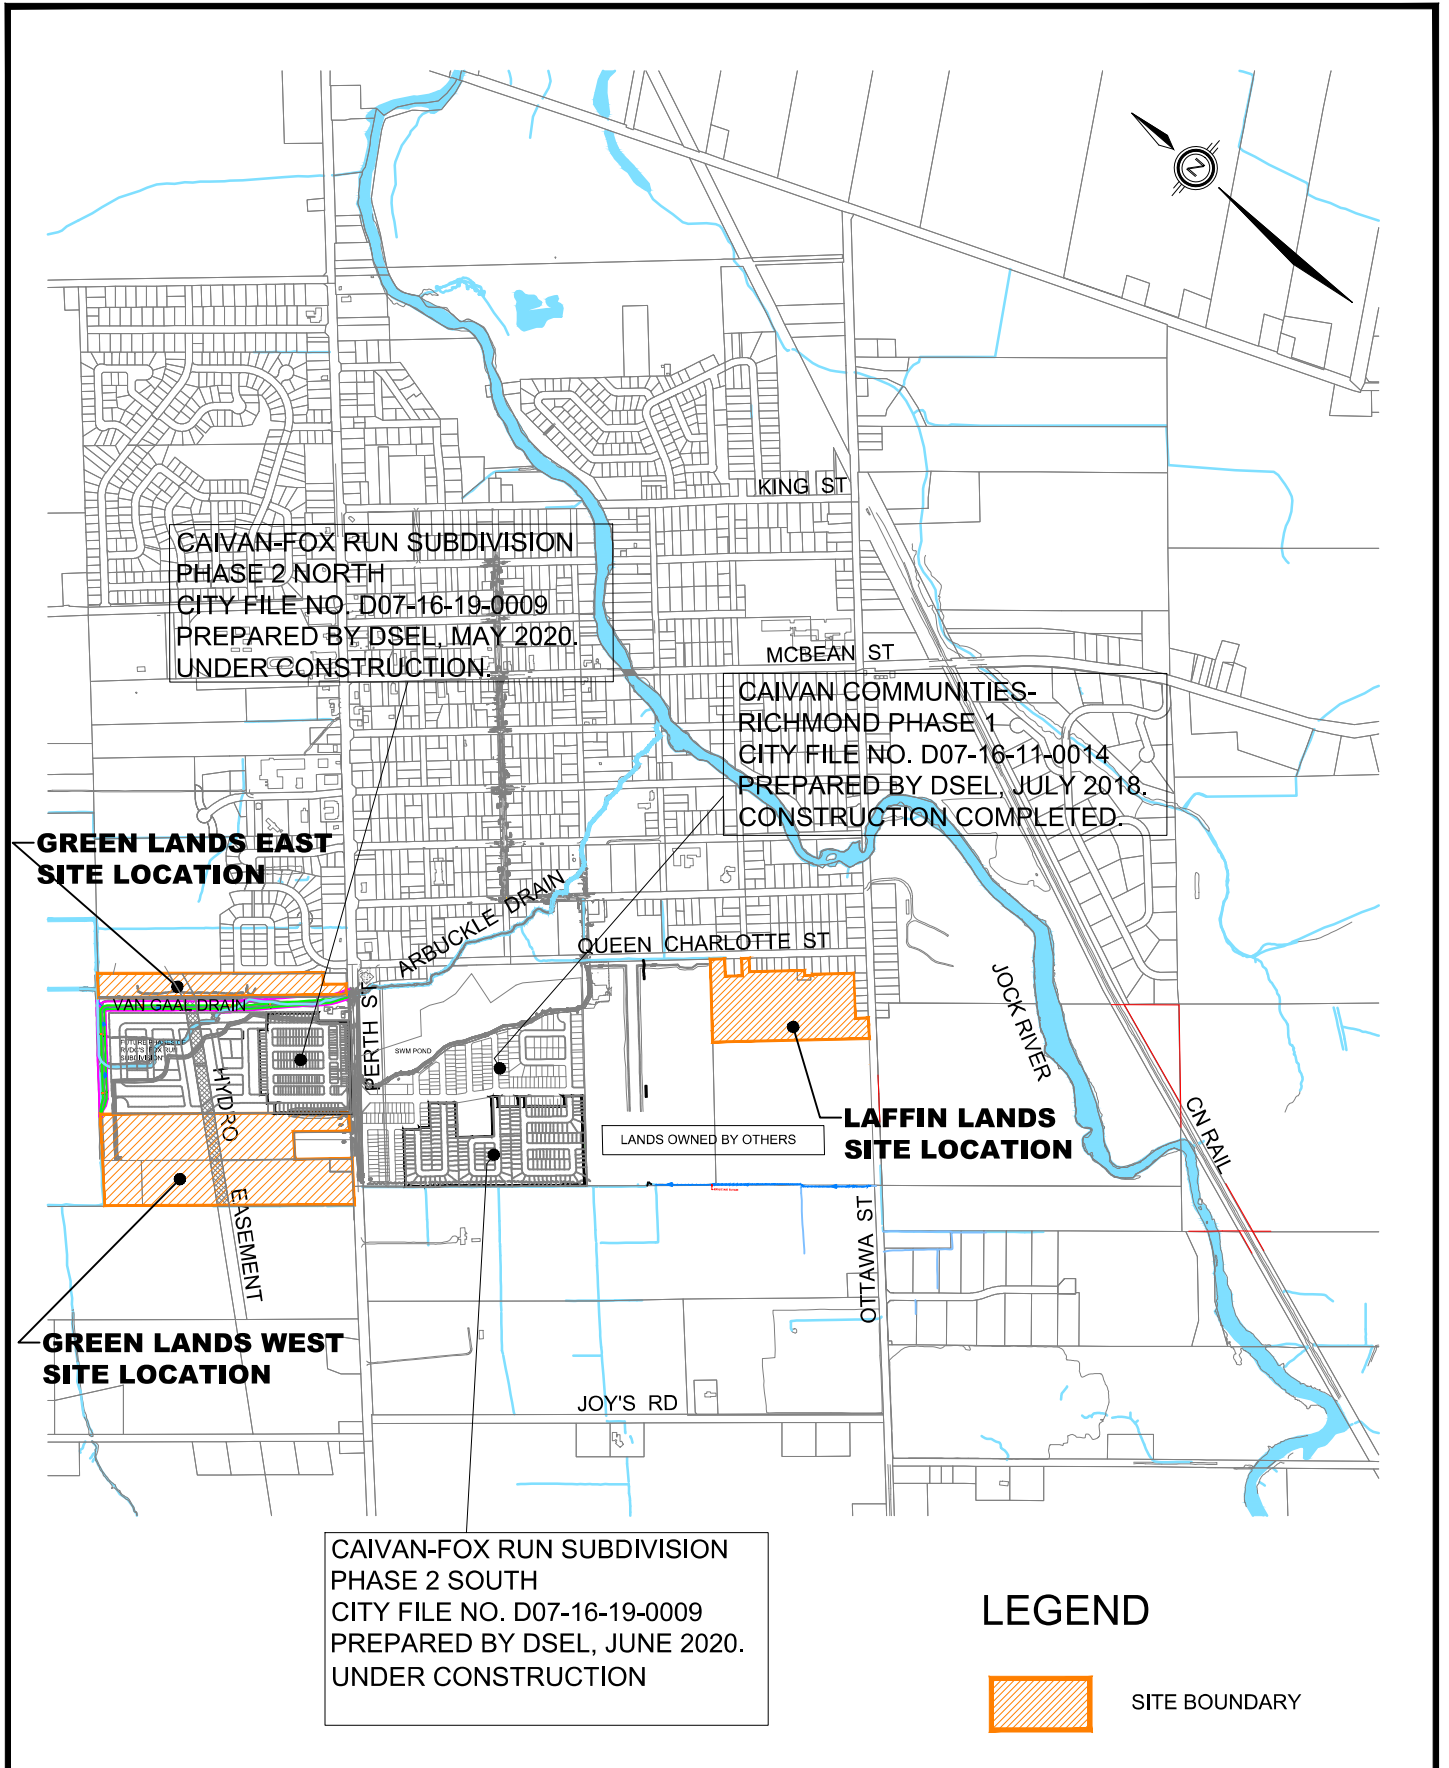 N
KING ST
CAIVAN-FOX RUN SUBDIVISION
PHASE 2 NORTH
CITY FILE NO. D07-16-19-0009
PREPARED BY DSEL, MAY 2020.
UNDER CONSTRUCTION.
MCBEAN ST
CAIVAN COMMUNITIES-
RICHMOND PHASE 1
CITY FILE NO. D07-16-11-0014
PREPARED BY DSEL, JULY 2018.
CONSTRUCTION COMPLETED.
GREEN LANDS EAST
SITE LOCATION
ARBUCKLE DRAIN
QUEEN CHARLOTTE ST
JOCK RIVER
VAN GAAL DRAIN
PERTH ST
FUTURE PHASES OF
SUBDIVISION"
SWM POND
HYDRO
EASEMENT
LANDS OWNED BY OTHERS
LAFFIN LANDS
SITE LOCATION
CN RAIL
OTTAWA ST
GREEN LANDS WEST
SITE LOCATION
JOY'S RD
CAIVAN-FOX RUN SUBDIVISION
PHASE 2 SOUTH
CITY FILE NO. D07-16-19-0009
PREPARED BY DSEL, JUNE 2020.
UNDER CONSTRUCTION
LEGEND
SITE BOUNDARY